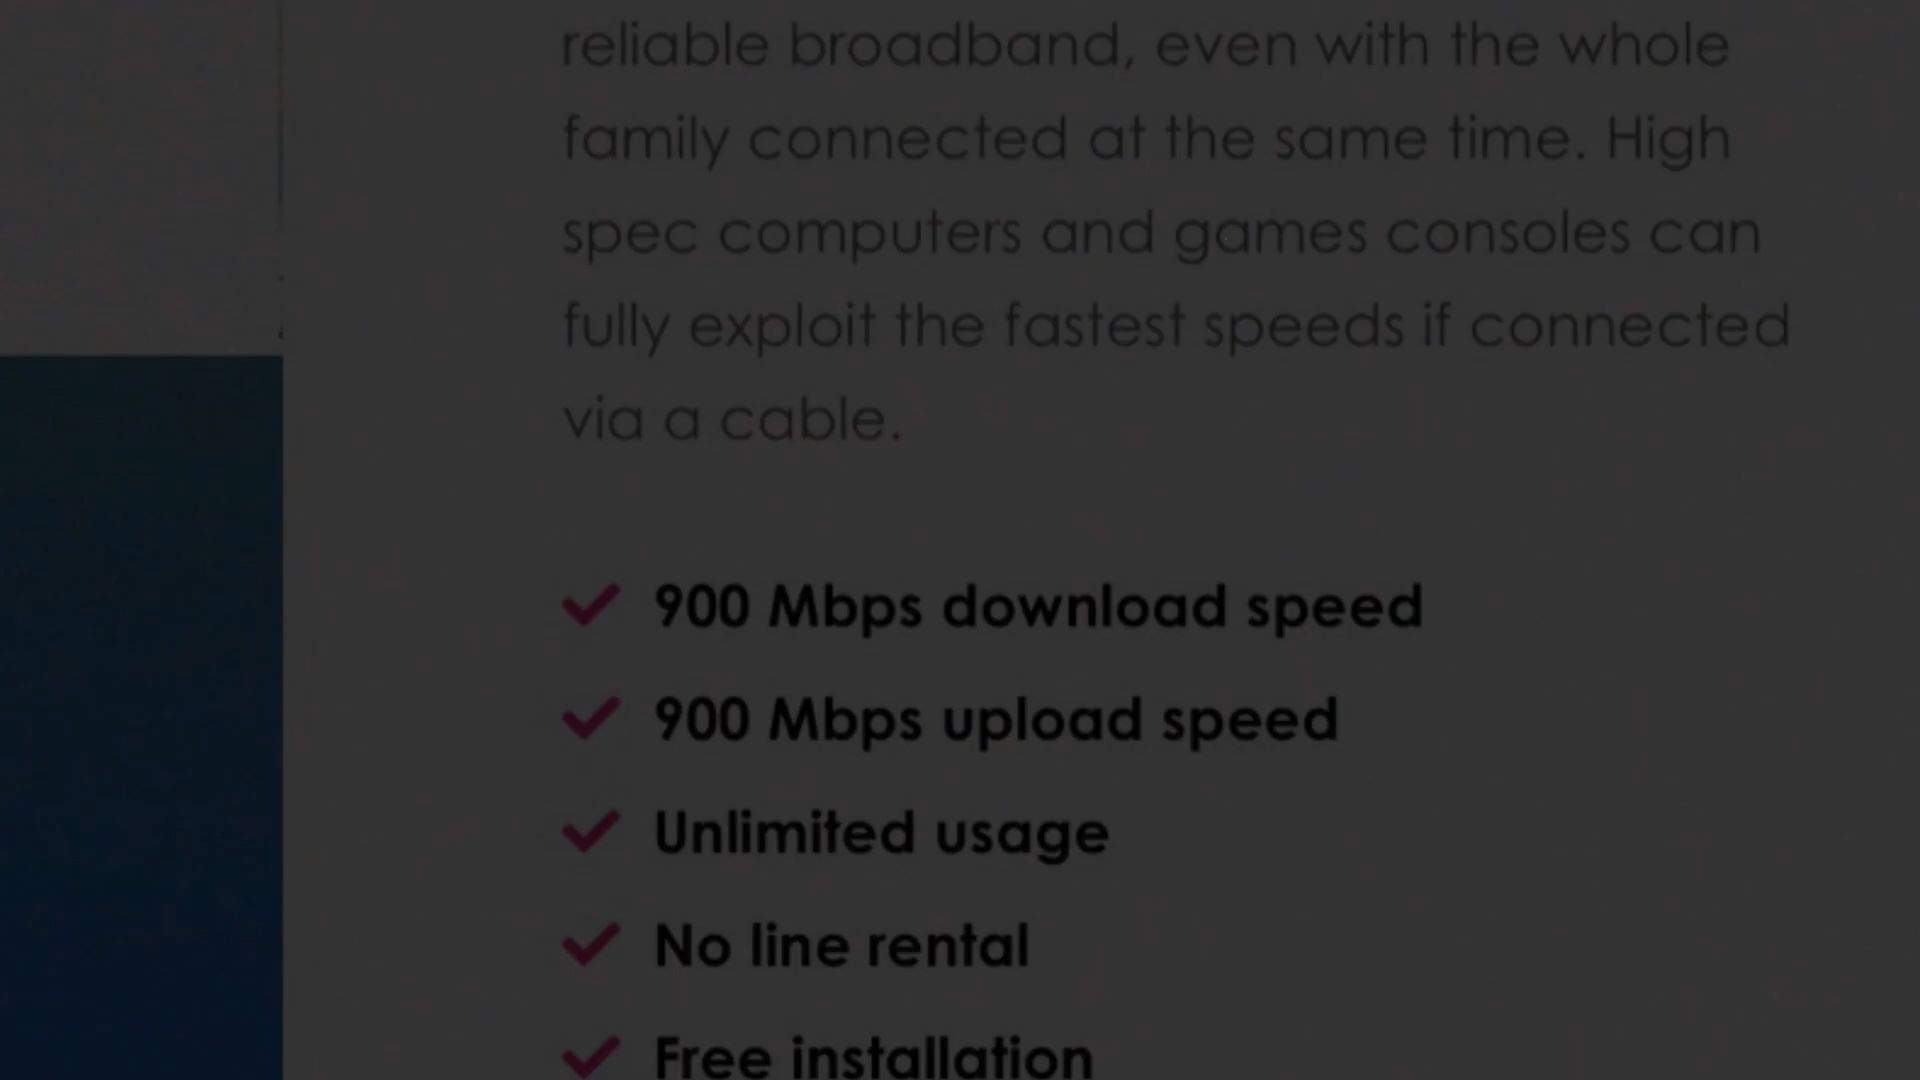 reliable broadband, even with the whole
family connected at the same time. High
spec computers and games consoles can
fully exploit the fastest speeds if connected
via a cable.
900 Mbps download speed
900 Mbps upload speed
Unlimited usage
No line rental
Free installation